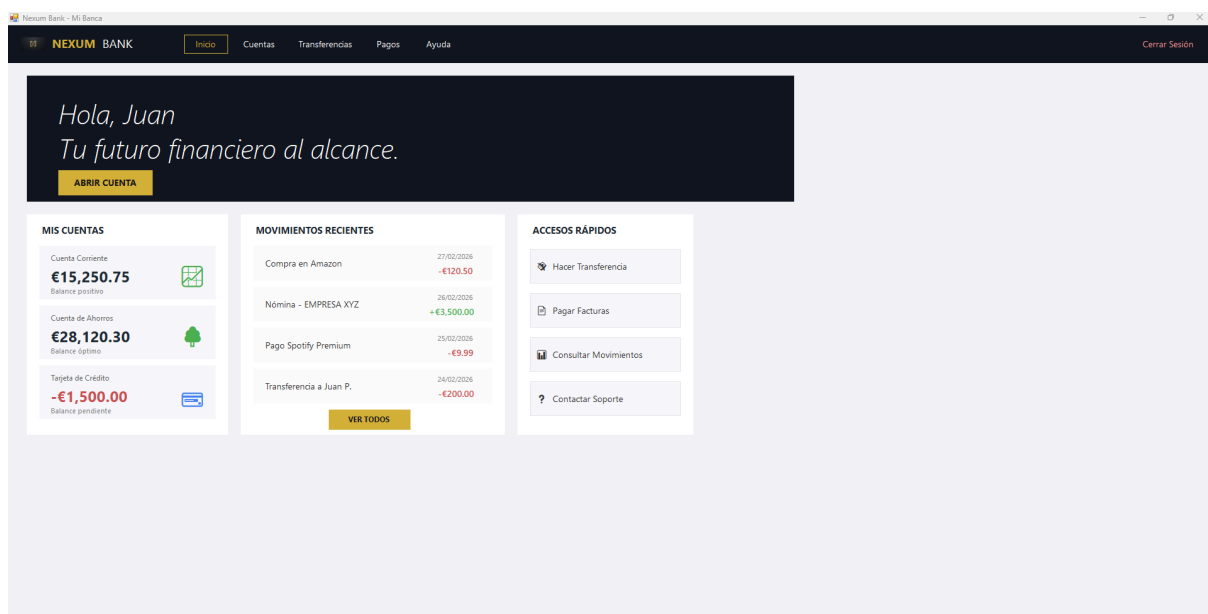 Nexum Bank - Mi Banca
NEXUM BANK
Inicio
Cuentas
Transferencias
Pagos
Ayuda
Cerrar Sesión
Hola, Juan
Tu futuro financiero al alcance.
ABRIR CUENTA
MIS CUENTAS
Cuenta Corriente
€15,250.75
Balance positivo
Cuenta de Ahorros
€28,120.30
Balance óptimo
Tarjeta de Crédito
-€1,500.00
Balance pendiente
MOVIMIENTOS RECIENTES
27/02/2026
Compra en Amazon
-€120.50
26/02/2026
Nómina - EMPRESA XYZ
+€3,500.00
25/02/2026
Pago Spotify Premium
-€9.99
24/02/2026
Transferencia a Juan P.
-€200.00
VER TODOS
ACCESOS RÁPIDOS
Hacer Transferencia
Pagar Facturas
Consultar Movimientos
? Contactar Soporte